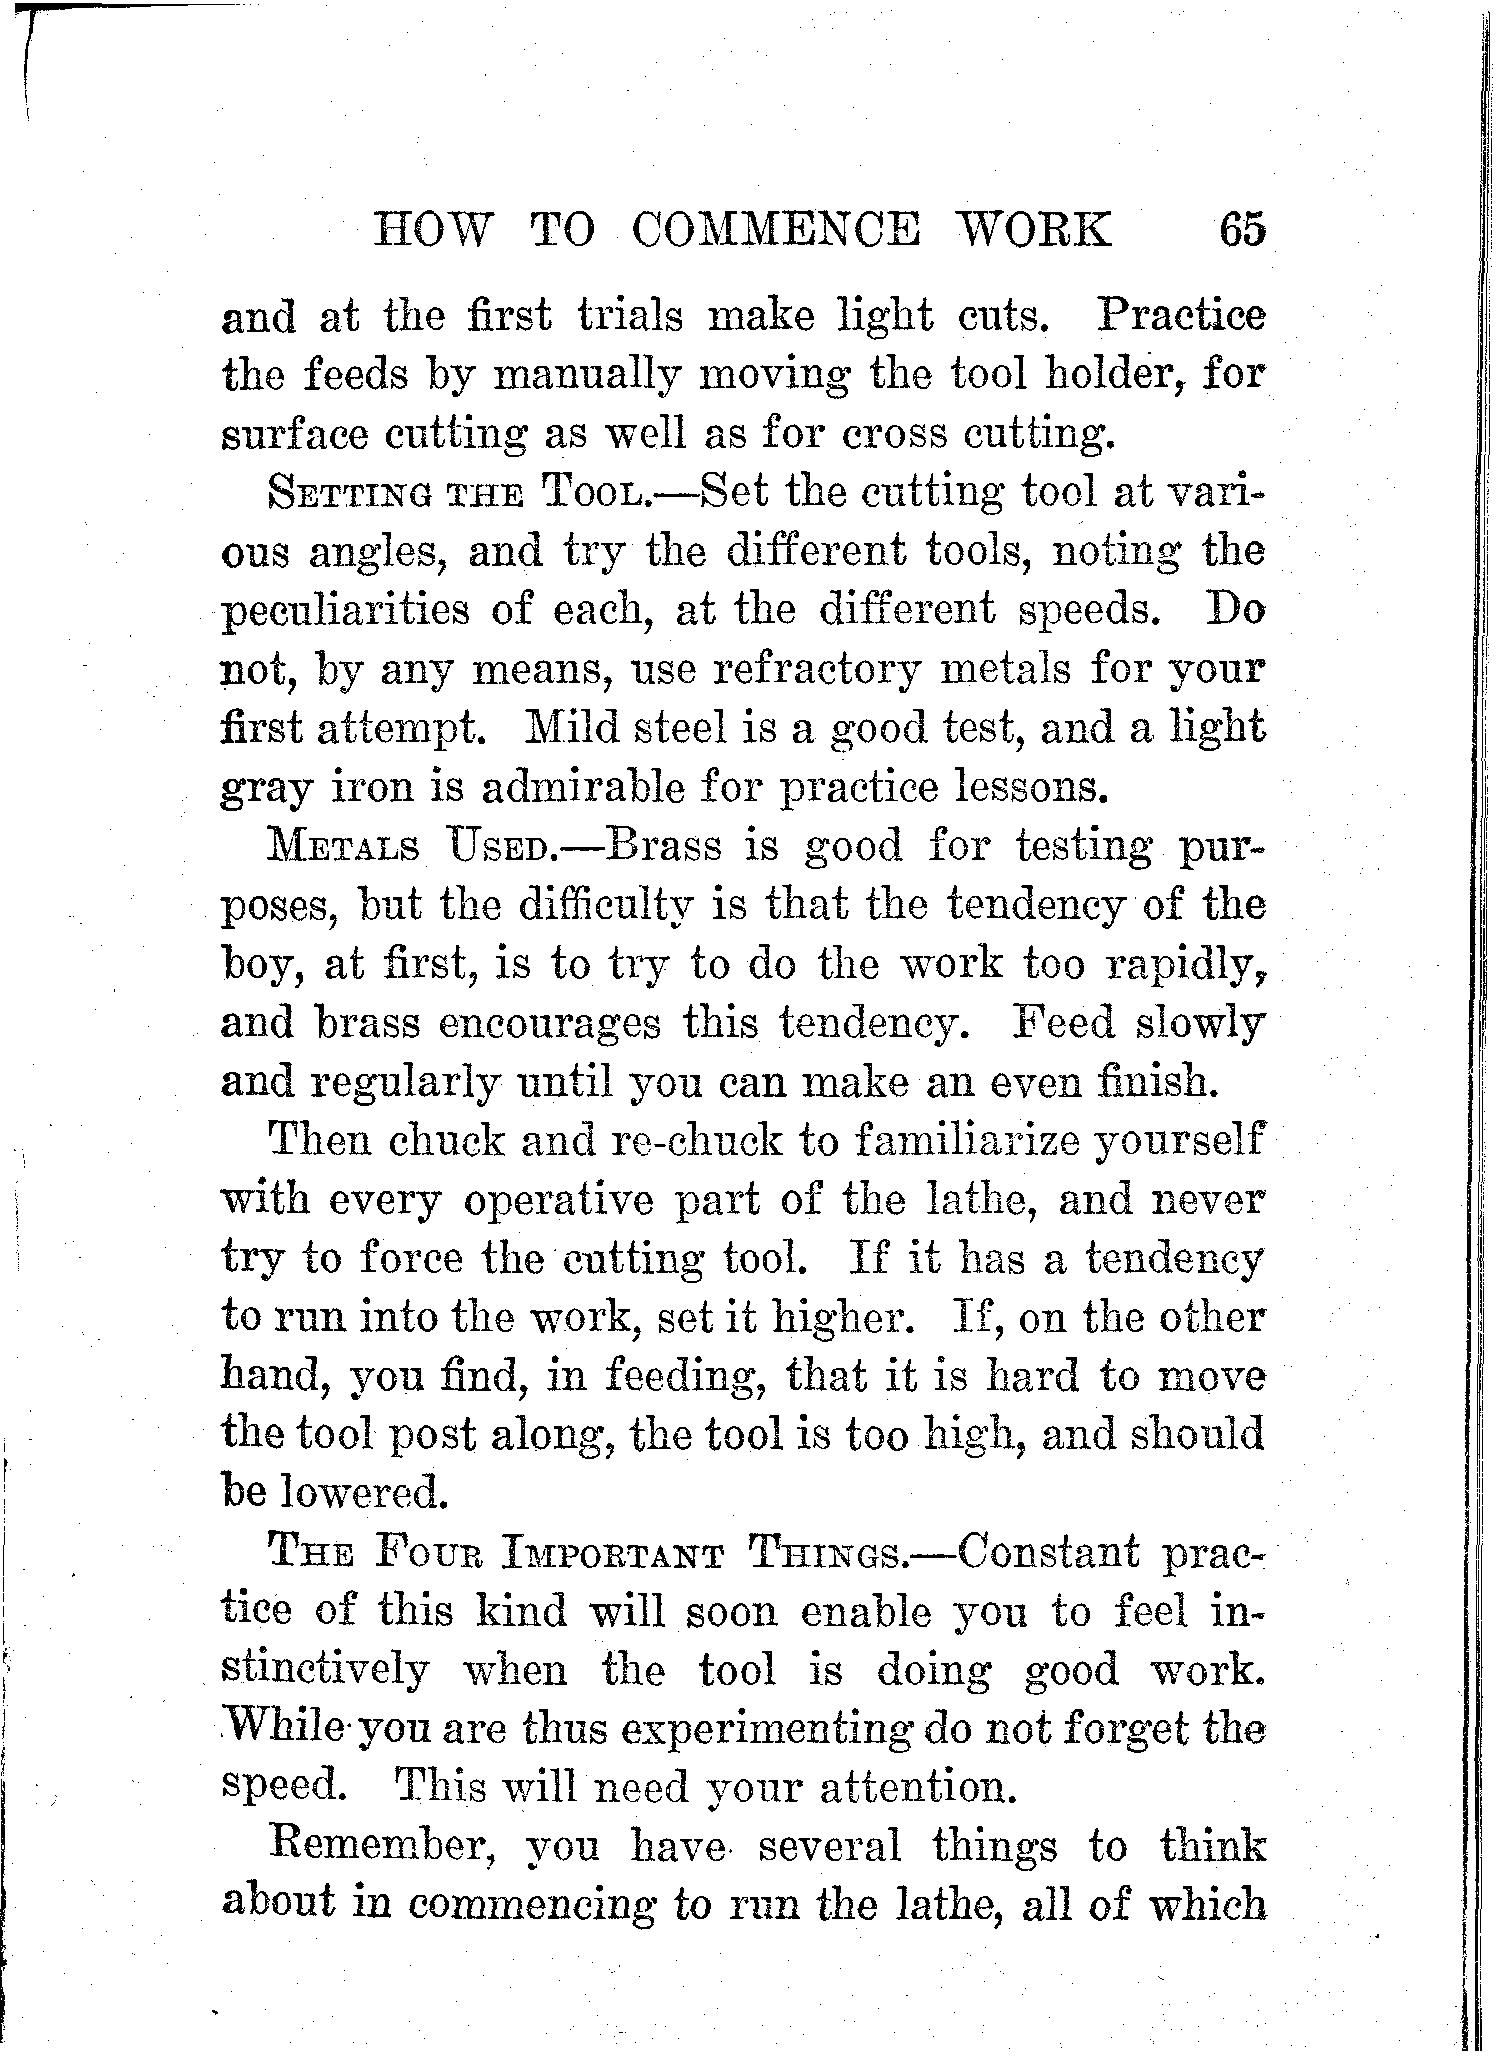 HOW TO COMMENCE WORK 65
and at the first trials make light cuts. Practice
the feeds by manually moving the tool holder, for
surface cutting as well as for cross cutting.
SETTING THE TOOL.—Set the cutting tool at vari-
ous angles, and try the different tools, noting the
peculiarities of each, at the different speeds. Do
not, by any means, use refractory metals for your
first attempt. Mild steel is a good test, and a light
gray iron is admirable for practice lessons.
METALS USED.—Brass is good for testing pur-
poses, but the difficulty is that the tendency of the
boy, at first, is to try to do the work too rapidly,
and brass encourages this tendency. Feed slowly
and regularly until you can make an even finish.
Then chuck and re-chuck to familiarize yourself
with every operative part of the lathe, and never
try to force the cutting tool. If it has a tendency
to run into the work, set it higher. If, on the other
hand, you find, in feeding, that it is hard to move
the tool post along, the tool is too high, and should
be lowered.
THE FOUR IMPORTANT THINGS.—Constant prac-
tice of this kind will soon enable you to feel in-
stinctively when the tool is doing good work.
While you are thus experimenting do not forget the
speed. This will need your attention.
Remember, you have several things to think
about in commencing to run the lathe, all of which